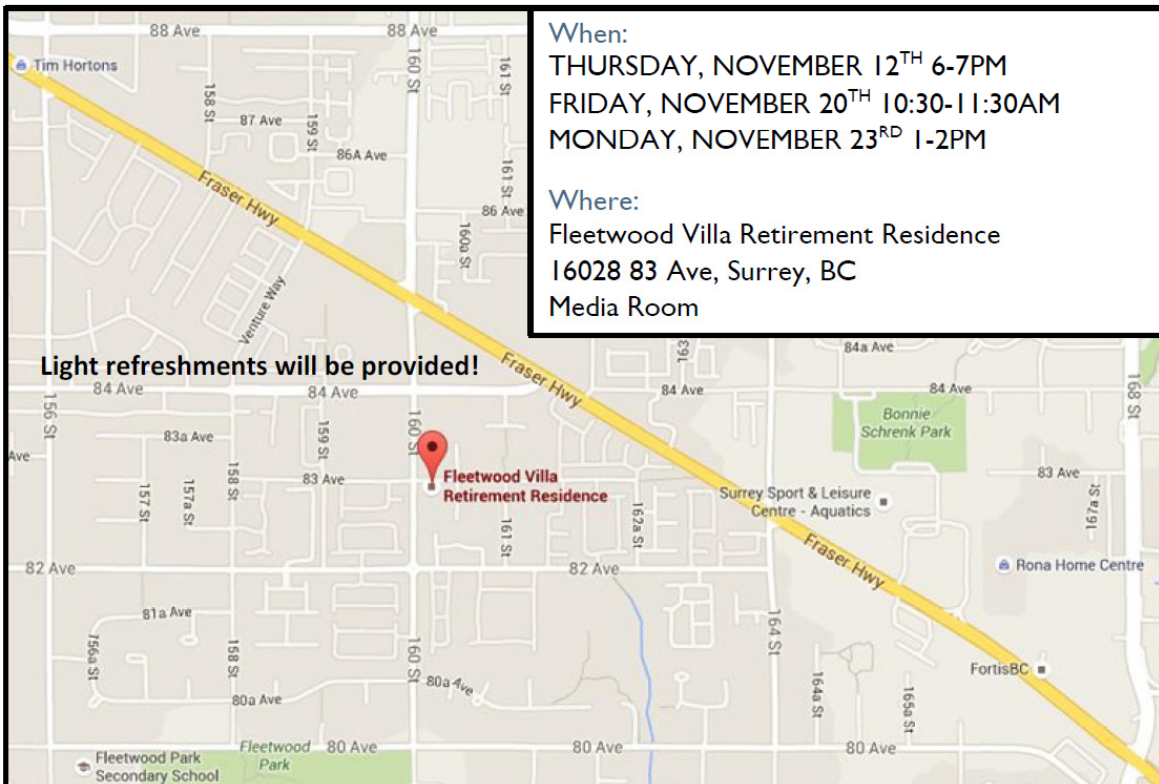 When:
THURSDAY, NOVEMBER 12TH 6-7PM
FRIDAY, NOVEMBER 20TH 10:30-11:30AM
MONDAY, NOVEMBER 23RD 1-2PM
Where:
Fleetwood Villa Retirement Residence
16028 83 Ave, Surrey, BC
Media Room
88 Ave
88 Ave
Tim Hortons
160 St
161 St
158 St
87 Ave
159 St
86A Ave
161 St
Fraser Hwy
86 Ave
160a St
Venture Way
Light refreshments will be provided!
84a Ave
Fraser Hwy
84 Ave
84 Ave
84 Ave
84 Ave
168 St
156 St
160 St
Bonnie
Schrenk Park
83a Ave
159 St
Ave
158 St
83 Ave
Fleetwood Villa
Retirement Residence
83 Ave
157 St
157a St
161 St
162a St
Surrey Sport & Leisure
Centre - Aquatics
167a St
Fraser Hwy
82 Ave
82 Ave
Rona Home Centre
81a Ave
164 St
156a St
158 St
160 St
FortisBC
80a Ave
80a Ave
164a St
165a St
Fleetwood
Park
80 Ave
80 Ave
80 Ave
Fleetwood Park
Secondary School